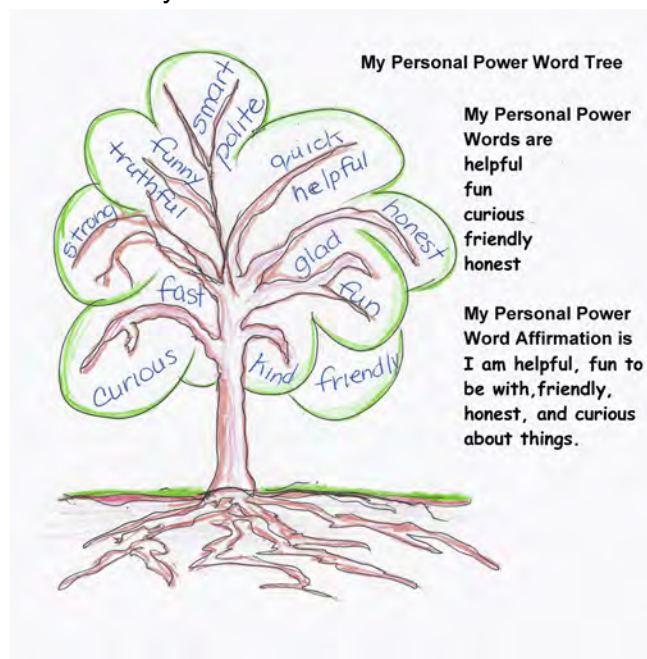 My Personal Power Word Tree
smart
polite
funny
truthful
quick
helpful
strong
honest
glad
fast
fun
curious
kind
friendly
My Personal Power
Words are
helpful
fun
curious
friendly
honest
My Personal Power
Word Affirmation is
I am helpful, fun to
be with,friendly,
honest, and curious
about things.